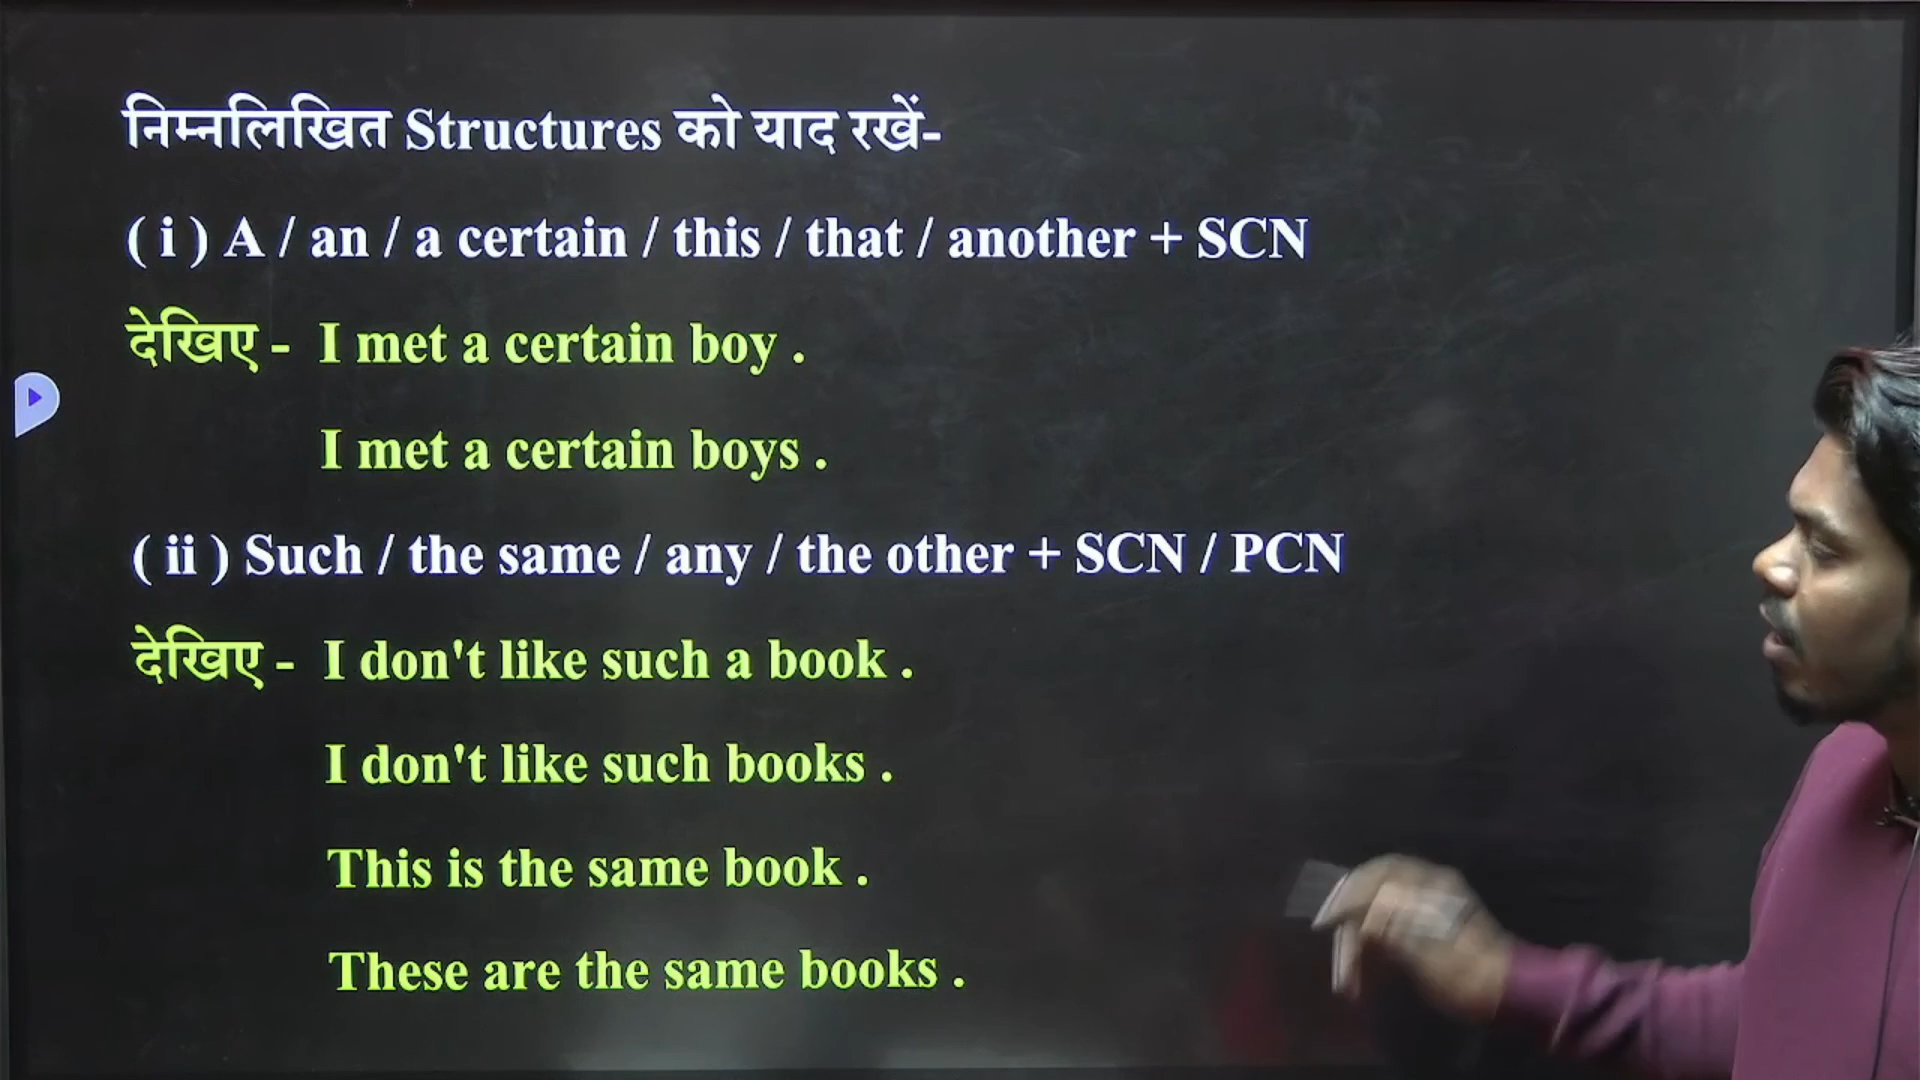 निम्नलिखित Structures को याद रखें-
( i ) A / an / a certain / this / that / another + SCN
देखिए - I met a certain boy .
I met a certain boys .
( ii ) Such / the same / any / the other + SCN / PCN
देखिए - I don't like such a book .
I don't like such books .
This is the same book .
These are the same books .